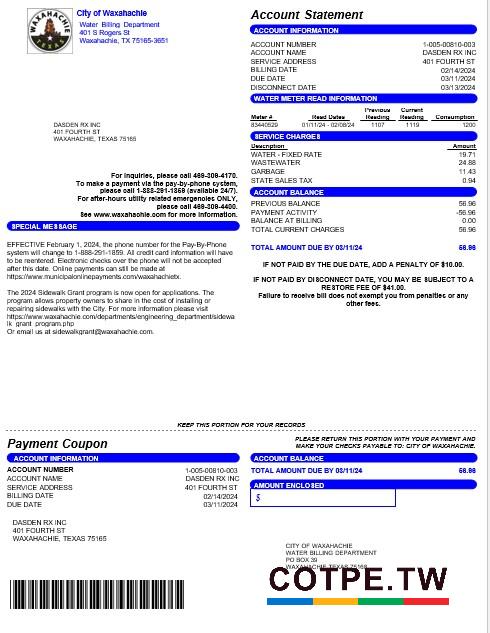 WAXAHACHIE
TEXAS
City of Waxahachie
Water Billing Department
401 S Rogers St
Waxahachie, TX 75165-3651
DASDEN RX INC
401 FOURTH ST
WAXAHACHIE, TEXAS 75165
For inquiries, please call 469-309-4170.
To make a payment via the pay-by-phone system,
please call 1-888-291-1859 (available 24/7).
For after-hours utility related emergencies ONLY,
please call 469-309-4400.
See www.waxahachie.com for more information.
SPECIAL MESSAGE
EFFECTIVE February 1, 2024, the phone number for the Pay-By-Phone
system will change to 1-888-291-1859. All credit card information will have
to be reentered. Electronic checks over the phone will not be accepted
after this date. Online payments can still be made at
https://www.municipalonlinepayments.com/waxahachietx.
The 2024 Sidewalk Grant program is now open for applications. The
program allows property owners to share in the cost of installing or
repairing sidewalks with the City. For more information please visit
https://www.waxahachie.com/departments/engineering_department/sidewa
lk grant program.php
Or email us at sidewalkgrant@waxahachie.com.
Account Statement
ACCOUNT INFORMATION
ACCOUNT NUMBER 1-005-00810-003
ACCOUNT NAME DASDEN RX INC
SERVICE ADDRESS 401 FOURTH ST
BILLING DATE 02/14/2024
DUE DATE 03/11/2024
DISCONNECT DATE 03/13/2024
WATER METER READ INFORMATION
Previous Current
Meter # Read Dates Reading Reading Consumption
83440529 01/11/24 - 02/08/24 1107 1119 1200
SERVICE CHARGES
Description Amount
WATER - FIXED RATE 19.71
WASTEWATER 24.88
GARBAGE 11.43
STATE SALES TAX 0.94
ACCOUNT BALANCE
PREVIOUS BALANCE 56.96
PAYMENT ACTIVITY -56.96
BALANCE AT BILLING 0.00
TOTAL CURRENT CHARGES 56.96
TOTAL AMOUNT DUE BY 03/11/24 56.96
IF NOT PAID BY THE DUE DATE, ADD A PENALTY OF $10.00.
IF NOT PAID BY DISCONNECT DATE, YOU MAY BE SUBJECT TO A
RESTORE FEE OF $41.00.
Failure to receive bill does not exempt you from penalties or any
other fees.
KEEP THIS PORTION FOR YOUR RECORDS
Payment Coupon
PLEASE RETURN THIS PORTION WITH YOUR PAYMENT AND
MAKE YOUR CHECKS PAYABLE TO: CITY OF WAXAHACHIE.
ACCOUNT INFORMATION
ACCOUNT NUMBER 1-005-00810-003
ACCOUNT NAME DASDEN RX INC
SERVICE ADDRESS 401 FOURTH ST
BILLING DATE 02/14/2024
DUE DATE 03/11/2024
ACCOUNT BALANCE
TOTAL AMOUNT DUE BY 03/11/24 56.96
AMOUNT ENCLOSED
$
DASDEN RX INC
401 FOURTH ST
WAXAHACHIE, TEXAS 75165
CITY OF WAXAHACHIE
WATER BILLING DEPARTMENT
PO BOX 39
WAXAHACHIE TEXAS 75168
COTPE.TW